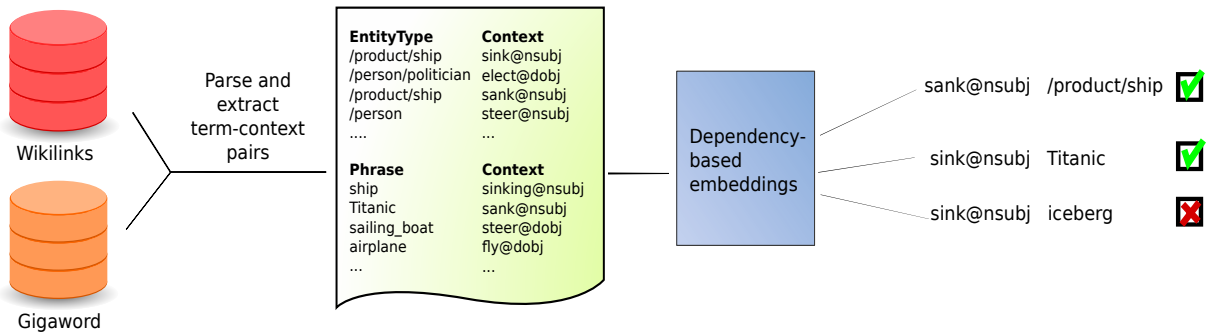 Wikilinks
Gigaword
Parse and
extract
term-context
pairs
EntityType Context
/product/ship sink@nsubj
/person/politician elect@dobj
/product/ship sank@nsubj
/person steer@nsubj
.... ...
Phrase Context
ship sinking@nsubj
Titanic sank@nsubj
sailing_boat steer@dobj
airplane fly@dobj
... ...
Dependency-
based
embeddings
sank@nsubj /product/ship
sink@nsubj Titanic
sink@nsubj iceberg